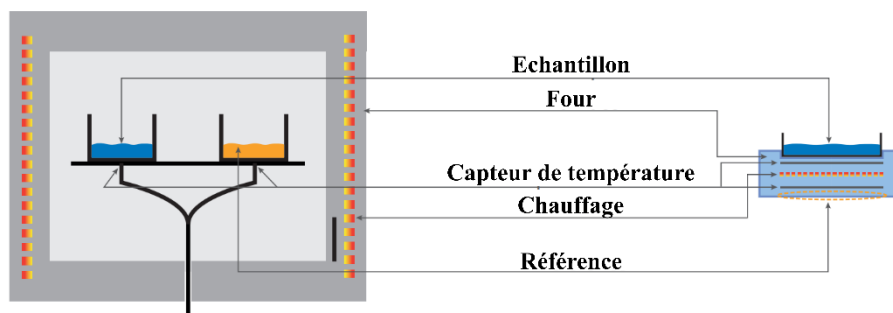 Echantillon
Four
Capteur de température
Chauffage
Référence